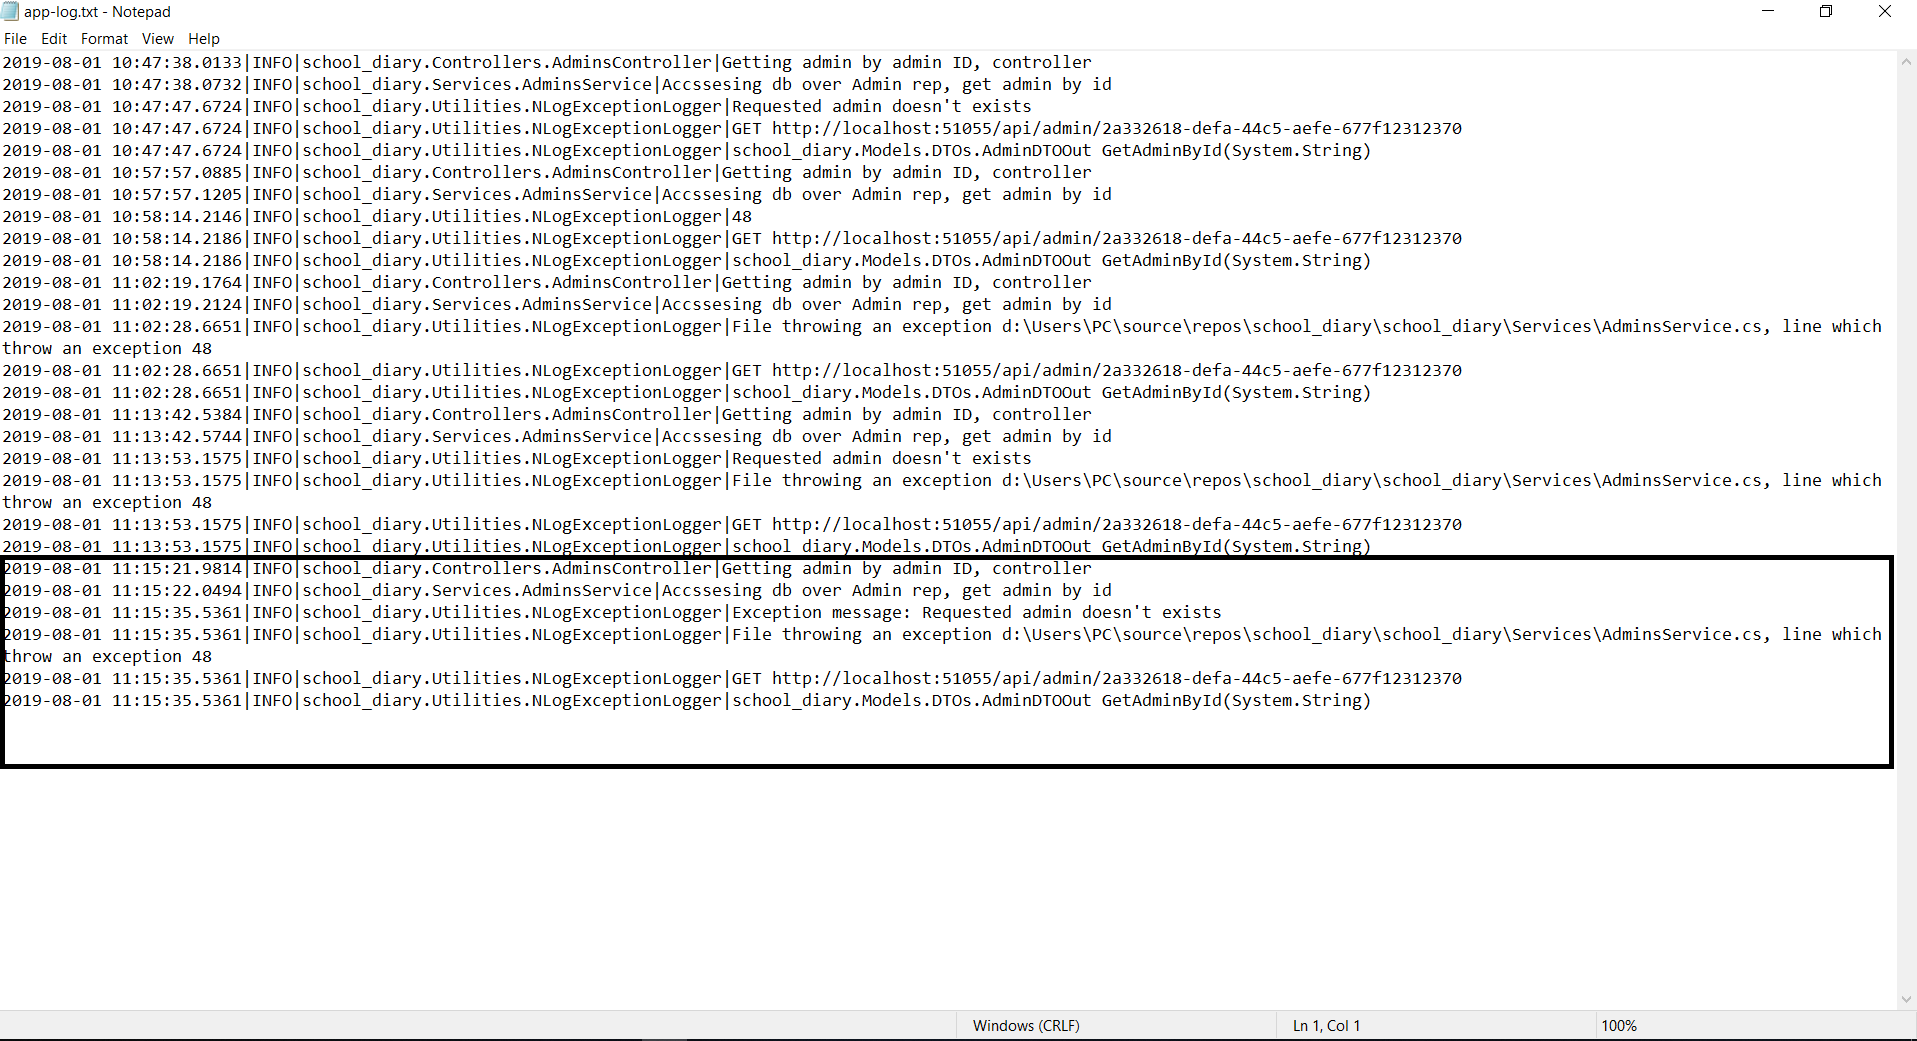 app-log.txt - Notepad
File Edit Format View Help
2019-08-01 10:47:38.0133|INFO|school_diary.Controllers.AdminsController|Getting admin by admin ID, controller
2019-08-01 10:47:38.0732|INFO|school_diary.Services.AdminsService|Accssesing db over Admin rep, get admin by id
2019-08-01 10:47:47.6724|INFO|school_diary.Utilities.NLogExceptionLogger|Requested admin doesn't exists
2019-08-01 10:47:47.6724|INFO|school_diary.Utilities.NLogExceptionLogger|GET http://localhost:51055/api/admin/2a332618-defa-44c5-aefe-677f12312370
2019-08-01 10:47:47.6724|INFO|school_diary.Utilities.NLogExceptionLogger|school_diary.Models.DTOs.AdminDTOOut GetAdminById(System.String)
2019-08-01 10:57:57.0885|INFO|school_diary.Controllers.AdminsController|Getting admin by admin ID, controller
2019-08-01 10:57:57.1205|INFO|school_diary.Services.AdminsService|Accssesing db over Admin rep, get admin by id
2019-08-01 10:58:14.2146|INFO|school_diary.Utilities.NLogExceptionLogger|48
2019-08-01 10:58:14.2186|INFO|school_diary.Utilities.NLogExceptionLogger|GET http://localhost:51055/api/admin/2a332618-defa-44c5-aefe-677f12312370
2019-08-01 10:58:14.2186|INFO|school_diary.Utilities.NLogExceptionLogger|school_diary.Models.DTOs.AdminDTOOut GetAdminById(System.String)
2019-08-01 11:02:19.1764|INFO|school_diary.Controllers.AdminsController|Getting admin by admin ID, controller
2019-08-01 11:02:19.2124|INFO|school_diary.Services.AdminsService|Accssesing db over Admin rep, get admin by id
2019-08-01 11:02:28.6651|INFO|school_diary.Utilities.NLogExceptionLogger|File throwing an exception d:\Users\PC\source\repos\school_diary\school_diary\Services\AdminsService.cs, line which
throw an exception 48
2019-08-01 11:02:28.6651|INFO|school_diary.Utilities.NLogExceptionLogger|GET http://localhost:51055/api/admin/2a332618-defa-44c5-aefe-677f12312370
2019-08-01 11:02:28.6651|INFO|school_diary.Utilities.NLogExceptionLogger|school_diary.Models.DTOs.AdminDTOOut GetAdminById(System.String)
2019-08-01 11:13:42.5384|INFO|school_diary.Controllers.AdminsController|Getting admin by admin ID, controller
2019-08-01 11:13:42.5744|INFO|school_diary.Services.AdminsService|Accssesing db over Admin rep, get admin by id
2019-08-01 11:13:53.1575|INFO|school_diary.Utilities.NLogExceptionLogger|Requested admin doesn't exists
2019-08-01 11:13:53.1575|INFO|school_diary.Utilities.NLogExceptionLogger|File throwing an exception d:\Users\PC\source\repos\school_diary\school_diary\Services\AdminsService.cs, line which
throw an exception 48
2019-08-01 11:13:53.1575|INFO|school_diary.Utilities.NLogExceptionLogger|GET http://localhost:51055/api/admin/2a332618-defa-44c5-aefe-677f12312370
2019-08-01 11:13:53.1575|INFO|school_diary.Utilities.NLogExceptionLogger|school_diary.Models.DTOs.AdminDTOOut GetAdminById(System.String)
2019-08-01 11:15:21.9814|INFO|school_diary.Controllers.AdminsController|Getting admin by admin ID, controller
2019-08-01 11:15:22.0494|INFO|school_diary.Services.AdminsService|Accssesing db over Admin rep, get admin by id
2019-08-01 11:15:35.5361|INFO|school_diary.Utilities.NLogExceptionLogger|Exception message: Requested admin doesn't exists
2019-08-01 11:15:35.5361|INFO|school_diary.Utilities.NLogExceptionLogger|File throwing an exception d:\Users\PC\source\repos\school_diary\school_diary\Services\AdminsService.cs, line which
throw an exception 48
2019-08-01 11:15:35.5361|INFO|school_diary.Utilities.NLogExceptionLogger|GET http://localhost:51055/api/admin/2a332618-defa-44c5-aefe-677f12312370
2019-08-01 11:15:35.5361|INFO|school_diary.Utilities.NLogExceptionLogger|school_diary.Models.DTOs.AdminDTOOut GetAdminById(System.String)
Windows (CRLF) Ln 1, Col 1 100%